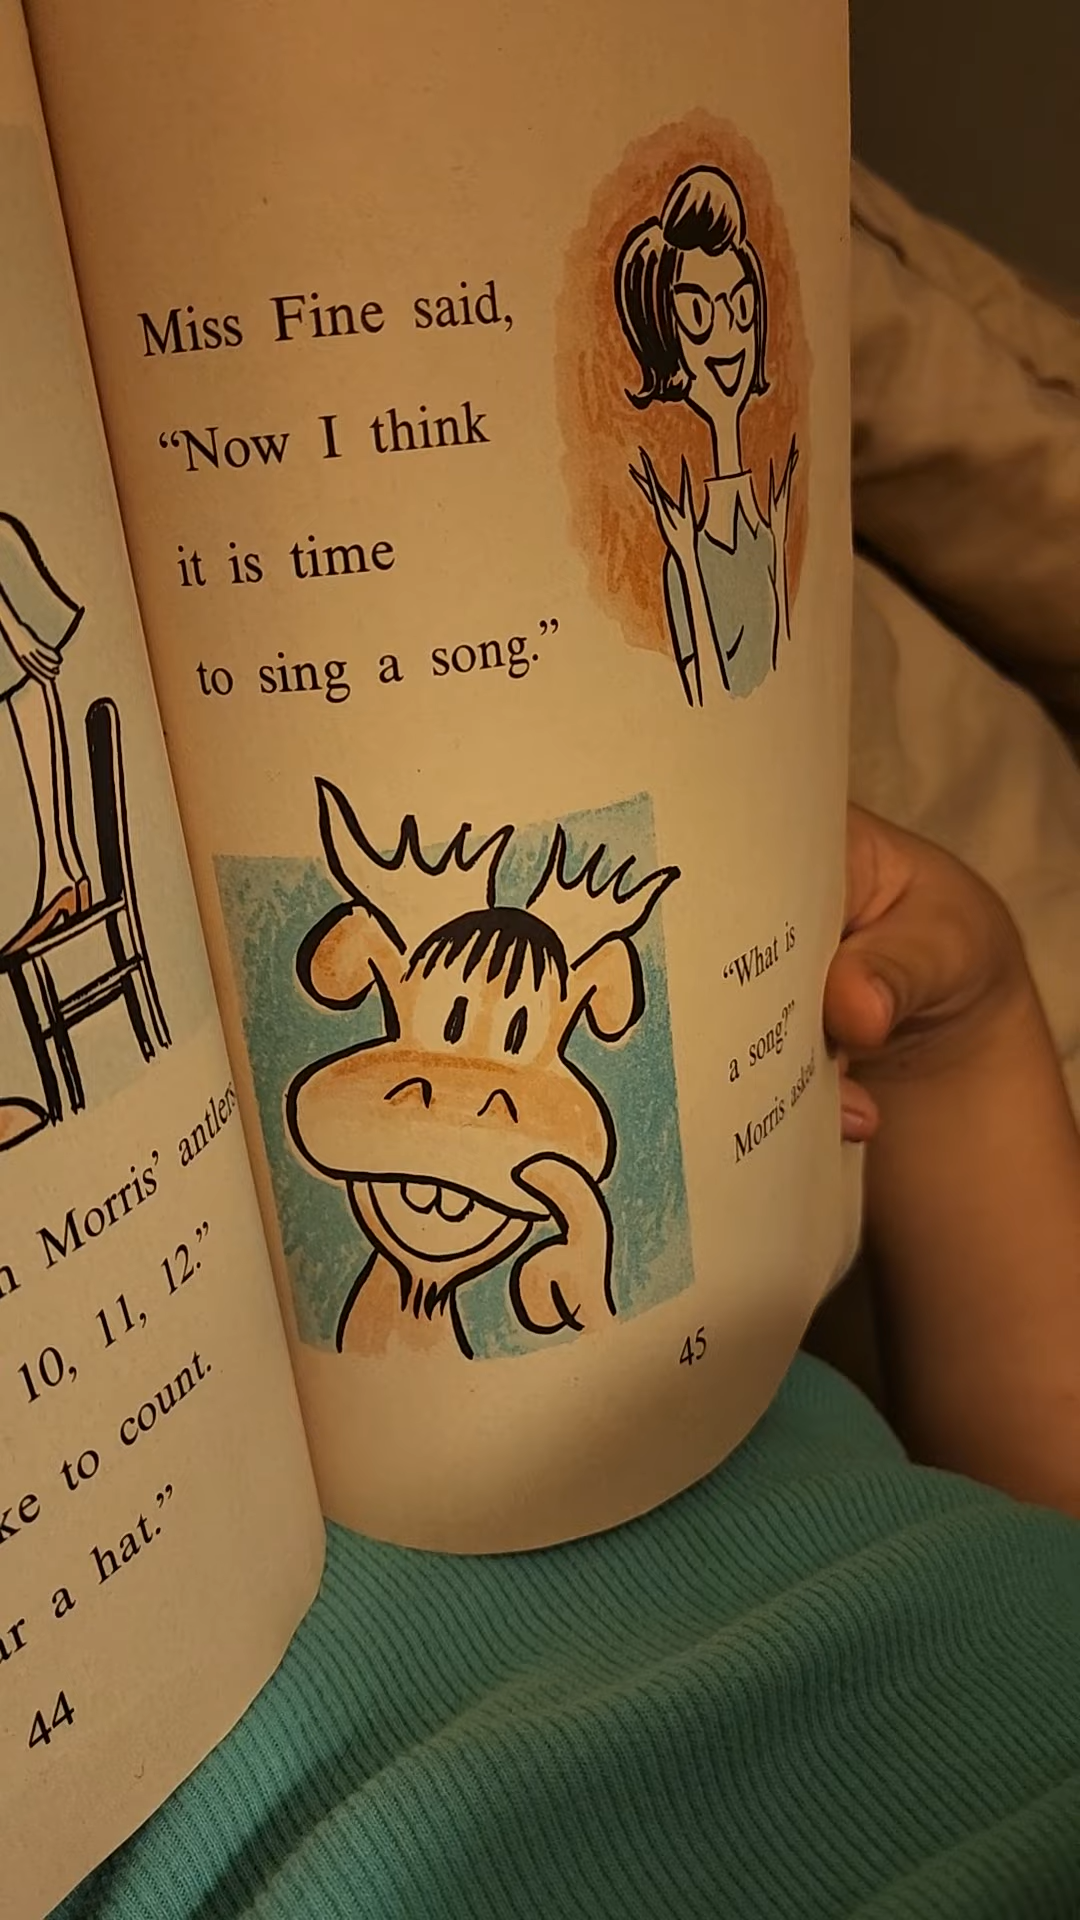 Morris' antlers
10, 11, 12."
to count.
a hat."
44
Miss Fine said,
"Now I think
it is time
to sing a song."
"What is
a song?"
Morris asked
45